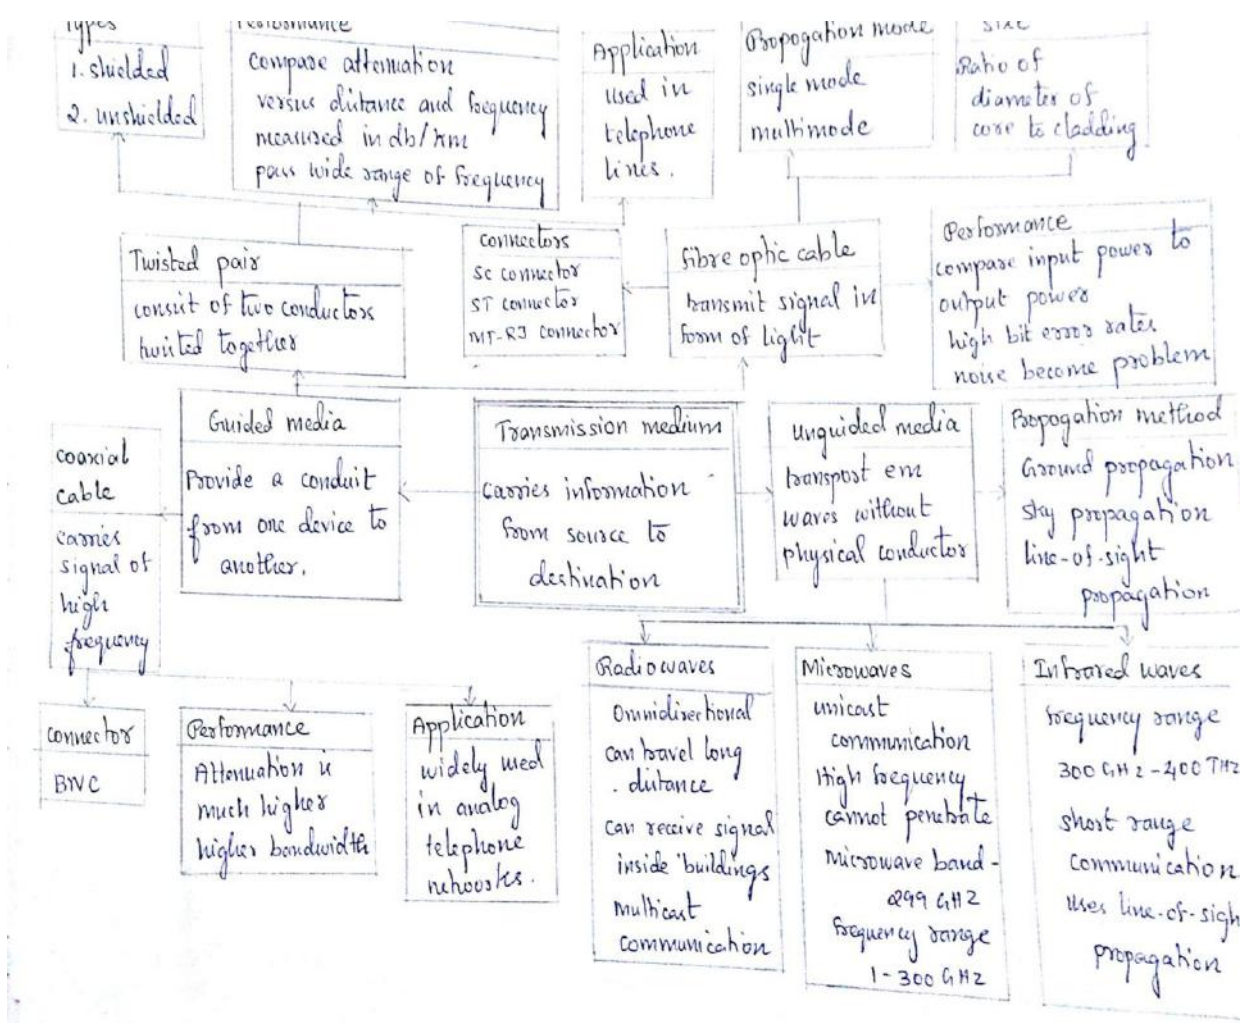 Types
1. shielded
2. unshielded
Performance
compare attenuation
versus distance and frequency
measured in db/km
pass wide range of frequency
Application
used in
telephone
lines.
Propogation mode
single mode
multimode
size
Ratio of
diameter of
core to cladding
Twisted pair
consist of two conductors
twisted together
connectors
SC connector
ST connector
MT-RJ connector
fibre optic cable
transmit signal in
form of light
Performance
compare input power to
output power
high bit error rates
noise become problem
coaxial
cable
carries
signal of
high
frequency
Guided media
Provide a conduit
from one device to
another.
Transmission medium
carries information
from source to
destination
Unguided media
transport em
waves without
physical conductor
Propogation method
Ground propagation
sky propagation
line-of-sight
propagation
connector
BNC
Performance
Attenuation is
much higher
higher bandwidth
Application
widely used
in analog
telephone
networks.
Radiowaves
Omnidirectional
can travel long
distance
can receive signal
inside buildings
multicast
communication
Microwaves
unicast
communication
High frequency
cannot penetrate
microwave band -
299 GHZ
frequency range
1-300 GHZ
Infrared waves
frequency range
300 GHZ-400 THZ
short range
communication
uses line-of-sigh
propagation